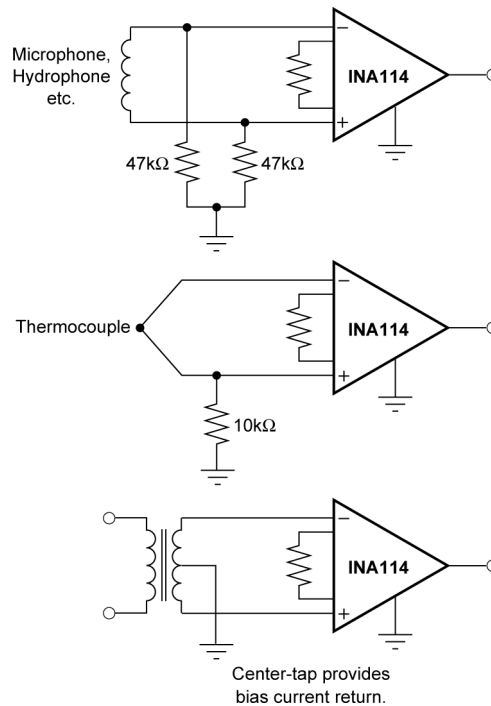 Microphone,
Hydrophone
etc.
−
INA114
+
47kΩ
47kΩ
Thermocouple
−
INA114
+
10kΩ
−
INA114
+
Center-tap provides
bias current return.